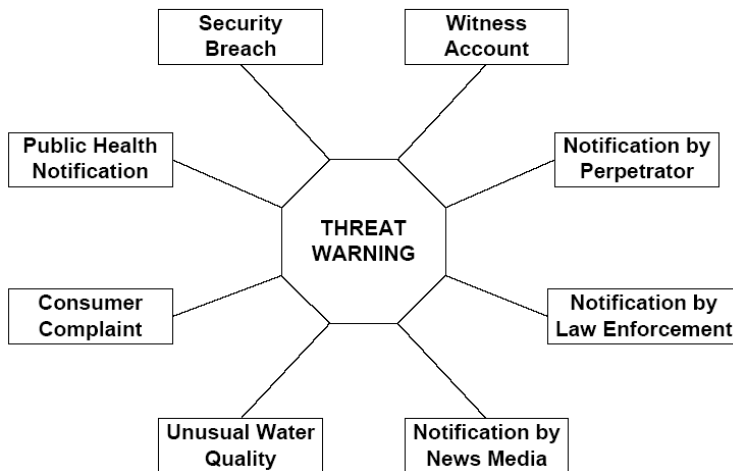 Security
Breach
Witness
Account
Public Health
Notification
Notification by
Perpetrator
THREAT
WARNING
Consumer
Complaint
Notification by
Law Enforcement
Unusual Water
Quality
Notification by
News Media